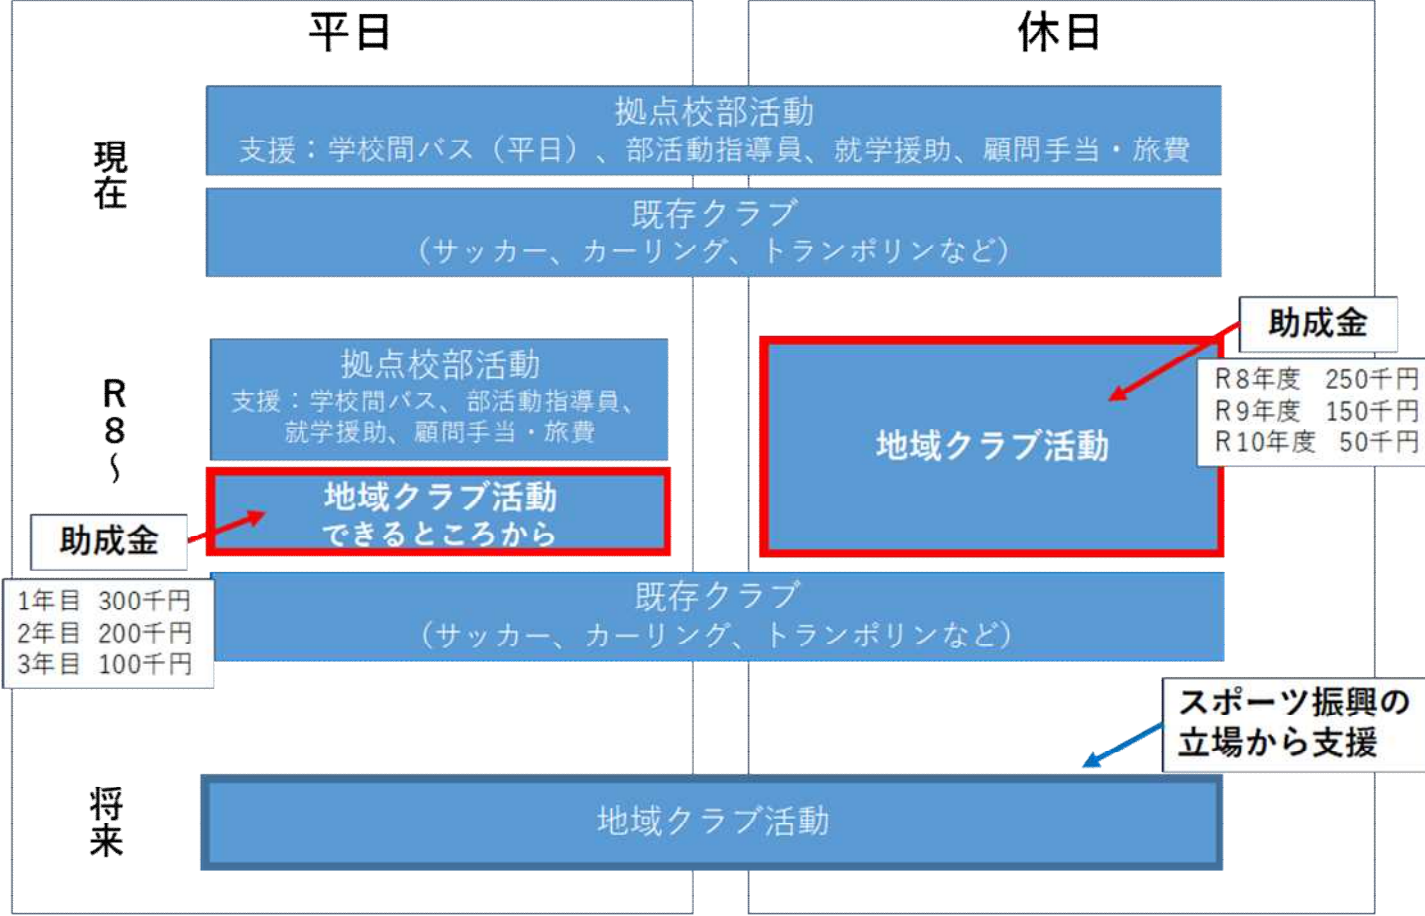 平日
休日
現在
拠点校部活動
支援：学校間バス（平日）、部活動指導員、就学援助、顧問手当・旅費
既存クラブ
（サッカー、カーリング、トランポリンなど）
R8～
拠点校部活動
支援：学校間バス、部活動指導員、
就学援助、顧問手当・旅費
地域クラブ活動
できるところから
助成金
1年目 300千円
2年目 200千円
3年目 100千円
地域クラブ活動
助成金
R8年度 250千円
R9年度 150千円
R10年度 50千円
既存クラブ
（サッカー、カーリング、トランポリンなど）
将来
スポーツ振興の
立場から支援
地域クラブ活動